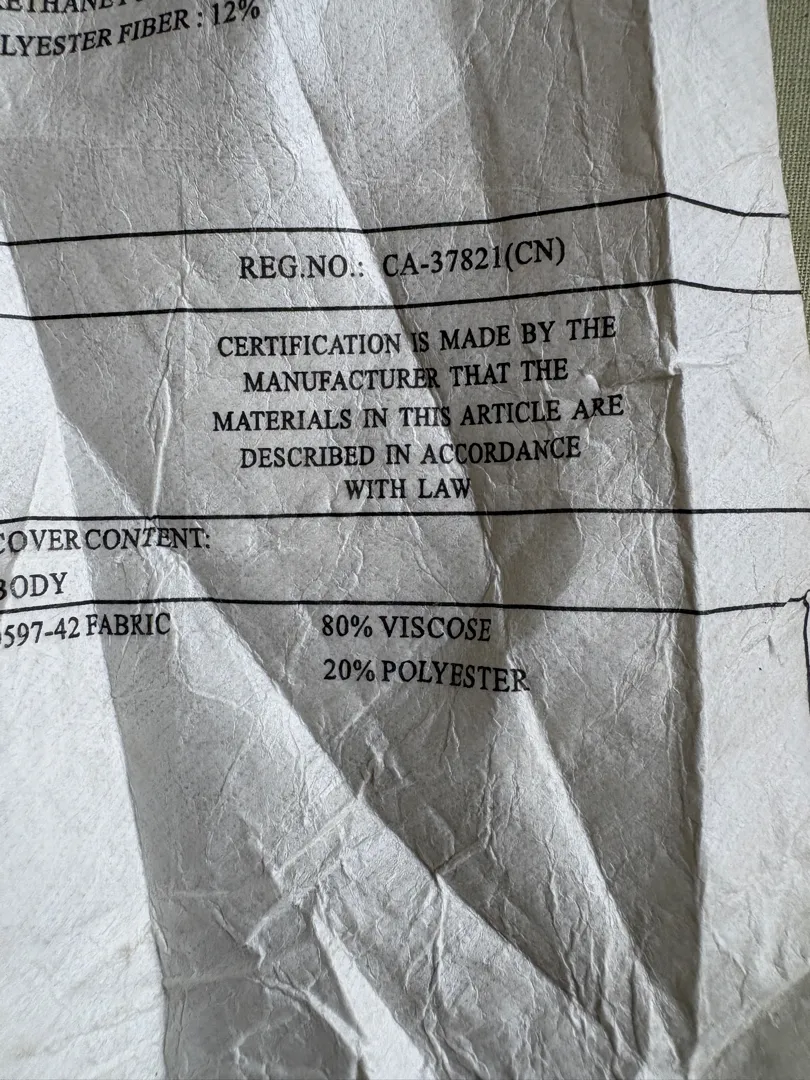 POLYESTER FIBER : 12%
REG.NO.: CA-37821(CN)
CERTIFICATION IS MADE BY THE
MANUFACTURER THAT THE
MATERIALS IN THIS ARTICLE ARE
DESCRIBED IN ACCORDANCE
WITH LAW
COVER CONTENT:
BODY
597-42 FABRIC 80% VISCOSE
20% POLYESTER